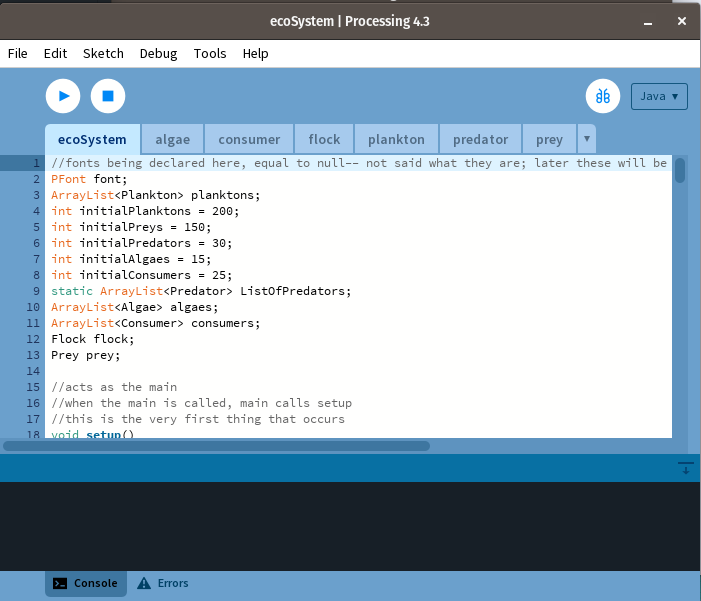 ecoSystem | Processing 4.3
File Edit Sketch Debug Tools Help
Java
ecoSystem algae consumer flock plankton predator prey
1 //fonts being declared here, equal to null-- not said what they are; later these will be
2 PFont font;
3 ArrayList<Plankton> planktons;
4 int initialPlanktons = 200;
5 int initialPreys = 150;
6 int initialPredators = 30;
7 int initialAlgaes = 15;
8 int initialConsumers = 25;
9 static ArrayList<Predator> ListOfPredators;
10 ArrayList<Algae> algaes;
11 ArrayList<Consumer> consumers;
12 Flock flock;
13 Prey prey;
14
15 //acts as the main
16 //when the main is called, main calls setup
17 //this is the very first thing that occurs
18 void setup()
Console Errors